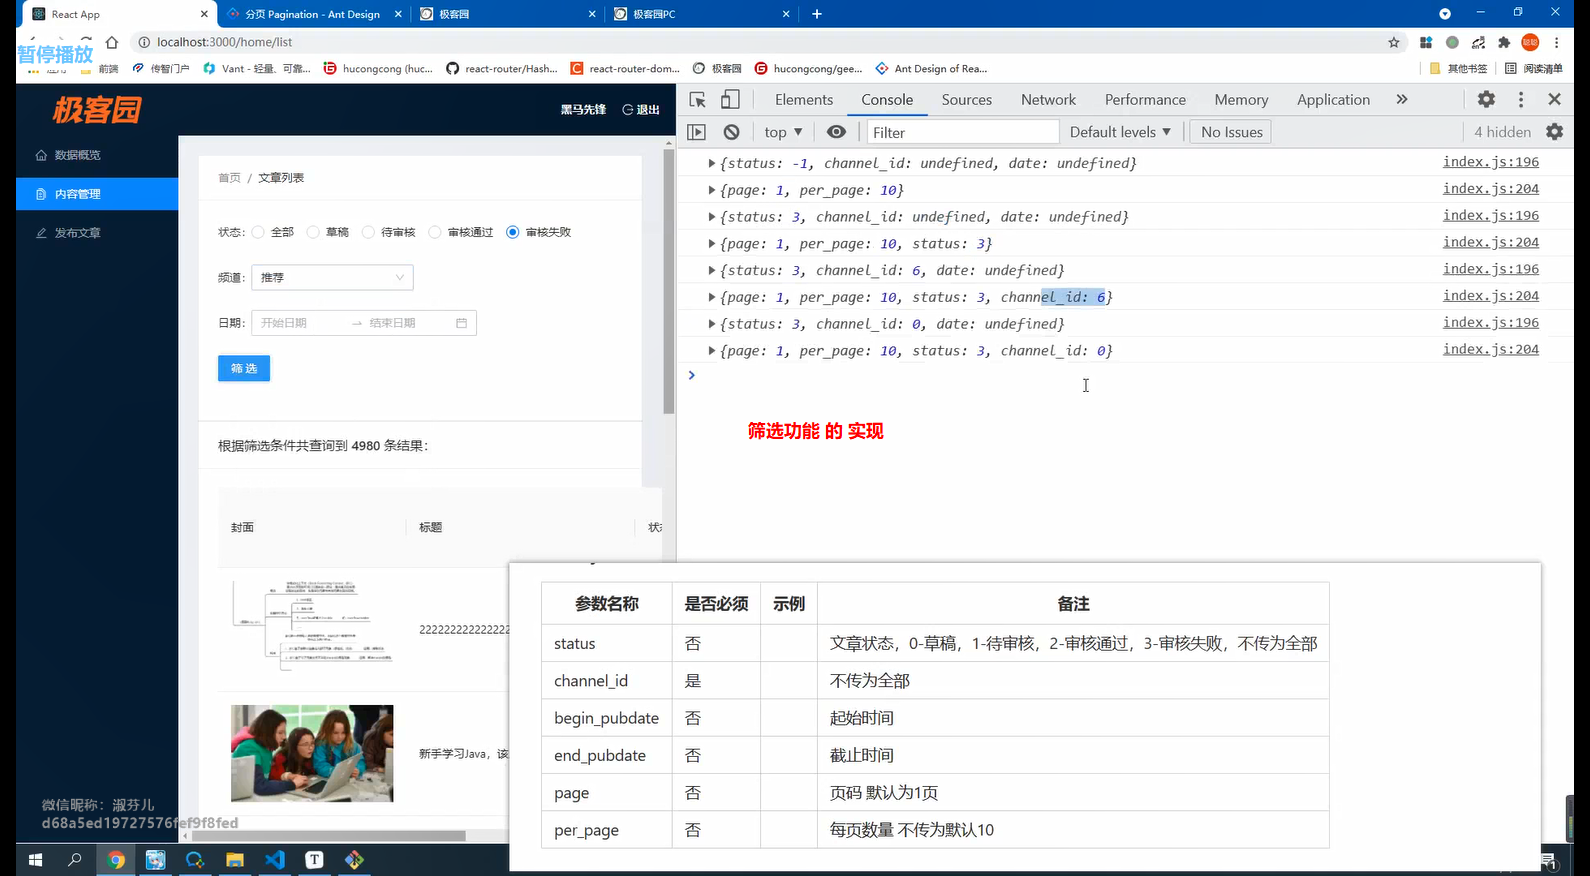 React App
分页 Pagination - Ant Design
极客园
极客园PC
localhost:3000/home/list
暂停播放
应用
前端
传智门户
Vant - 轻量、可靠...
hucongcong (huc...
react-router/Hash...
react-router-dom...
极客园
hucongcong/gee...
Ant Design of Rea...
其他书签
阅读清单
极客园
黑马先锋
退出
数据概览
内容管理
发布文章
首页 / 文章列表
状态: 全部 草稿 待审核 审核通过 审核失败
频道: 推荐
日期: 开始日期 → 结束日期
筛 选
根据筛选条件共查询到 4980 条结果:
封面 标题
2222222222222222
新手学习Java, 该
微信昵称: 淑芬儿
d68a5ed19727576fef9f8fed
Elements Console Sources Network Performance Memory Application
top Filter Default levels No Issues 4 hidden
{status: -1, channel_id: undefined, date: undefined} index.js:196
{page: 1, per_page: 10} index.js:204
{status: 3, channel_id: undefined, date: undefined} index.js:196
{page: 1, per_page: 10, status: 3} index.js:204
{status: 3, channel_id: 6, date: undefined} index.js:196
{page: 1, per_page: 10, status: 3, channel_id: 6} index.js:204
{status: 3, channel_id: 0, date: undefined} index.js:196
{page: 1, per_page: 10, status: 3, channel_id: 0} index.js:204
筛选功能 的 实现
参数名称 是否必须 示例 备注
status 否 文章状态，0-草稿，1-待审核，2-审核通过，3-审核失败，不传为全部
channel_id 是 不传为全部
begin_pubdate 否 起始时间
end_pubdate 否 截止时间
page 否 页码 默认为1页
per_page 否 每页数量 不传为默认10